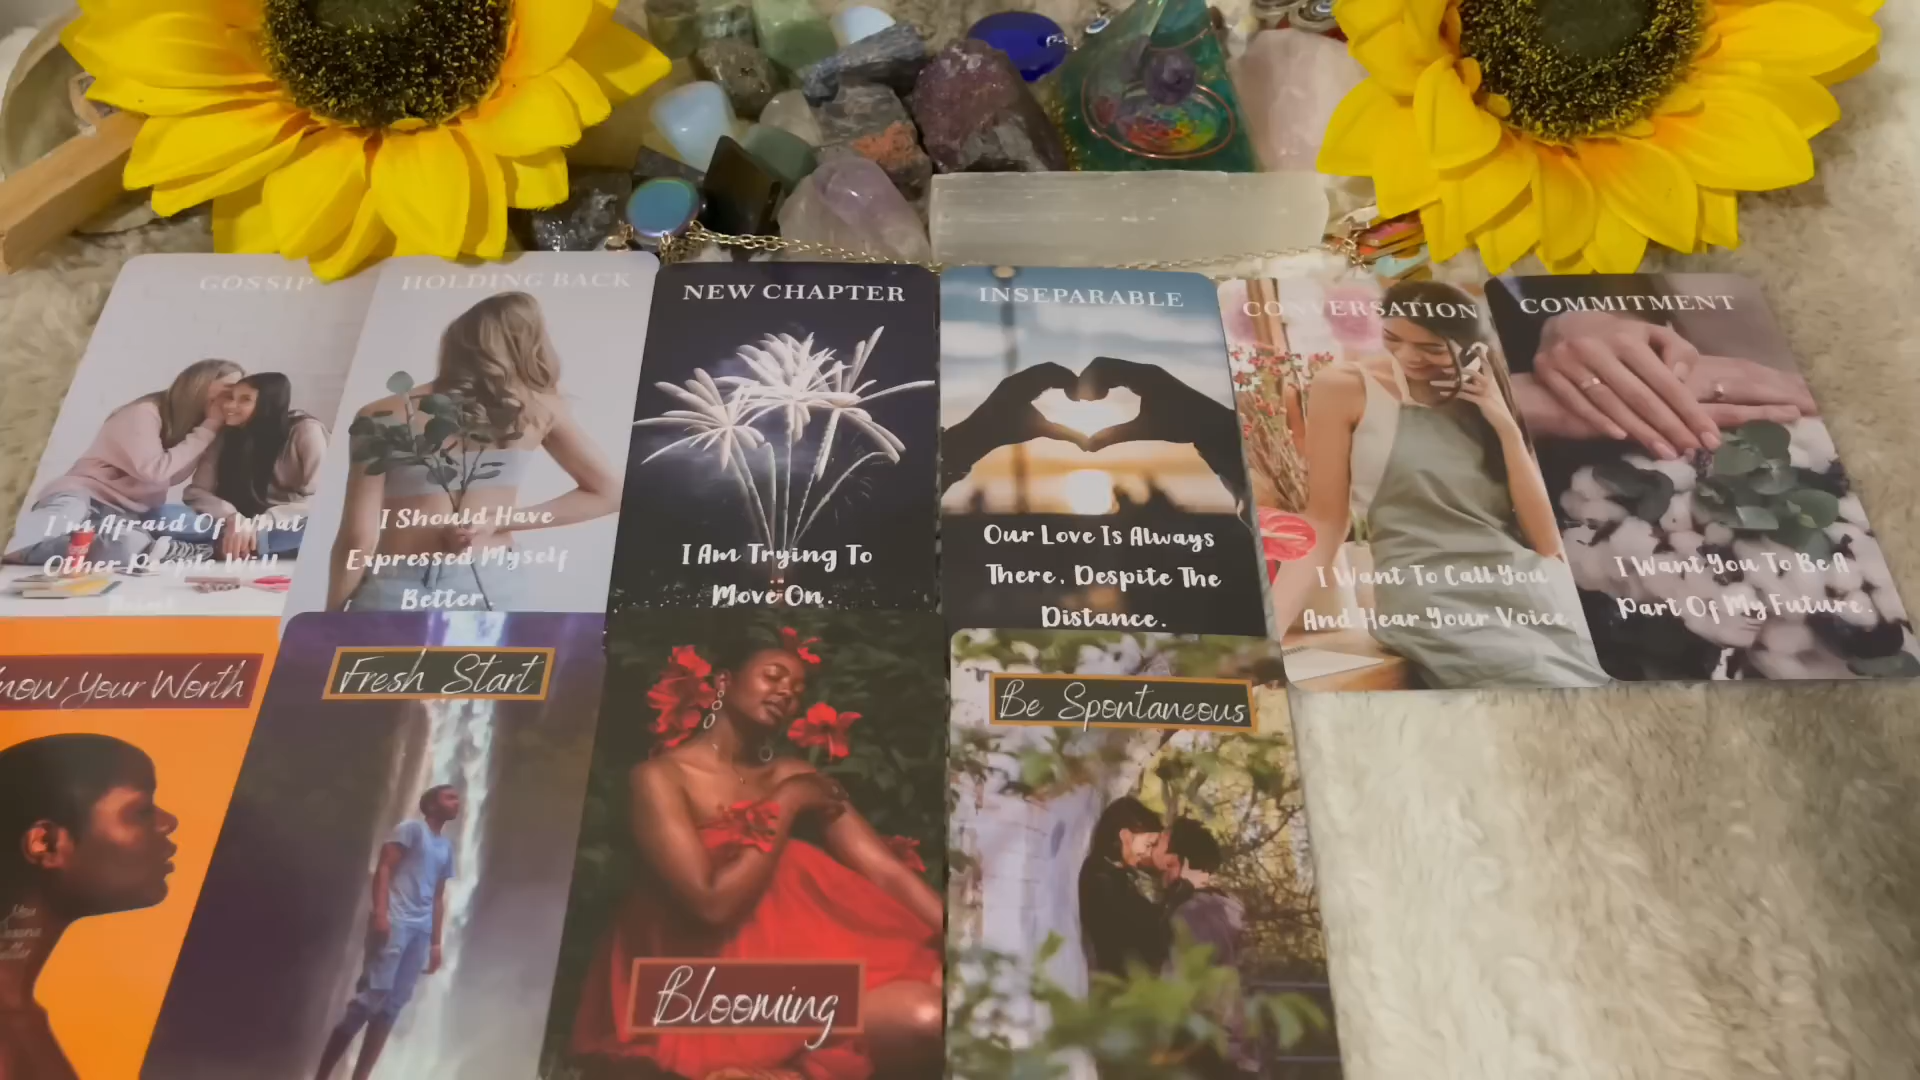 GOSSIP
I'm Afraid Of What
Other People Will
HOLDING BACK
I Should Have
Expressed Myself
Better.
NEW CHAPTER
I Am Trying To
Move On.
INSEPARABLE
Our Love Is Always
There, Despite The
Distance.
CONVERSATION
I Want To Call You
And Hear Your Voice.
COMMITMENT
I Want You To Be A
Part Of My Future.
now Your Worth
Fresh Start
Blooming
Be Spontaneous